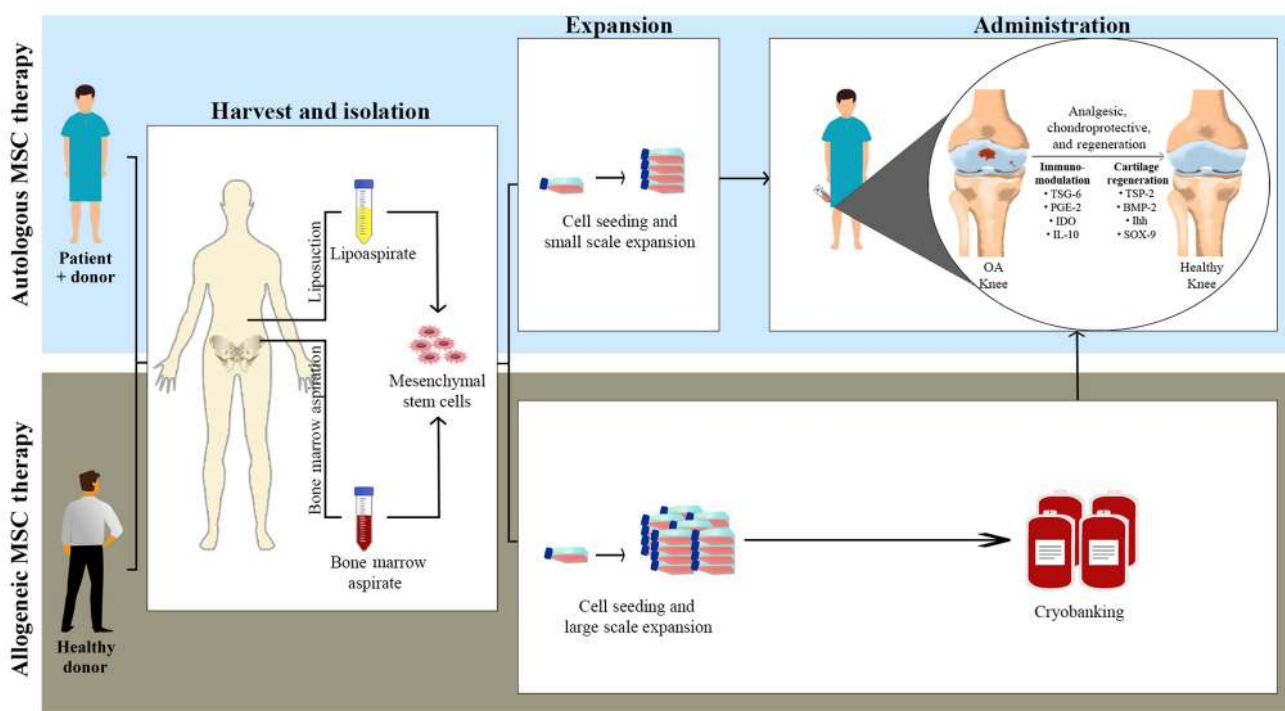 Autologous MSC therapy
Patient
+ donor
Harvest and isolation
Liposuction
Lipoaspirate
Mesenchymal
stem cells
Bone marrow aspiration
Bone marrow
aspirate
Expansion
Cell seeding and
small scale expansion
Administration
Analgesic,
chondroprotective,
and regeneration
Immuno-
modulation
• TSG-6
• PGE-2
• IDO
• IL-10
Cartilage
regeneration
• TSP-2
• BMP-2
• Ihh
• SOX-9
OA
Knee
Healthy
Knee
Allogeneic MSC therapy
Healthy
donor
Cell seeding and
large scale expansion
Cryobanking